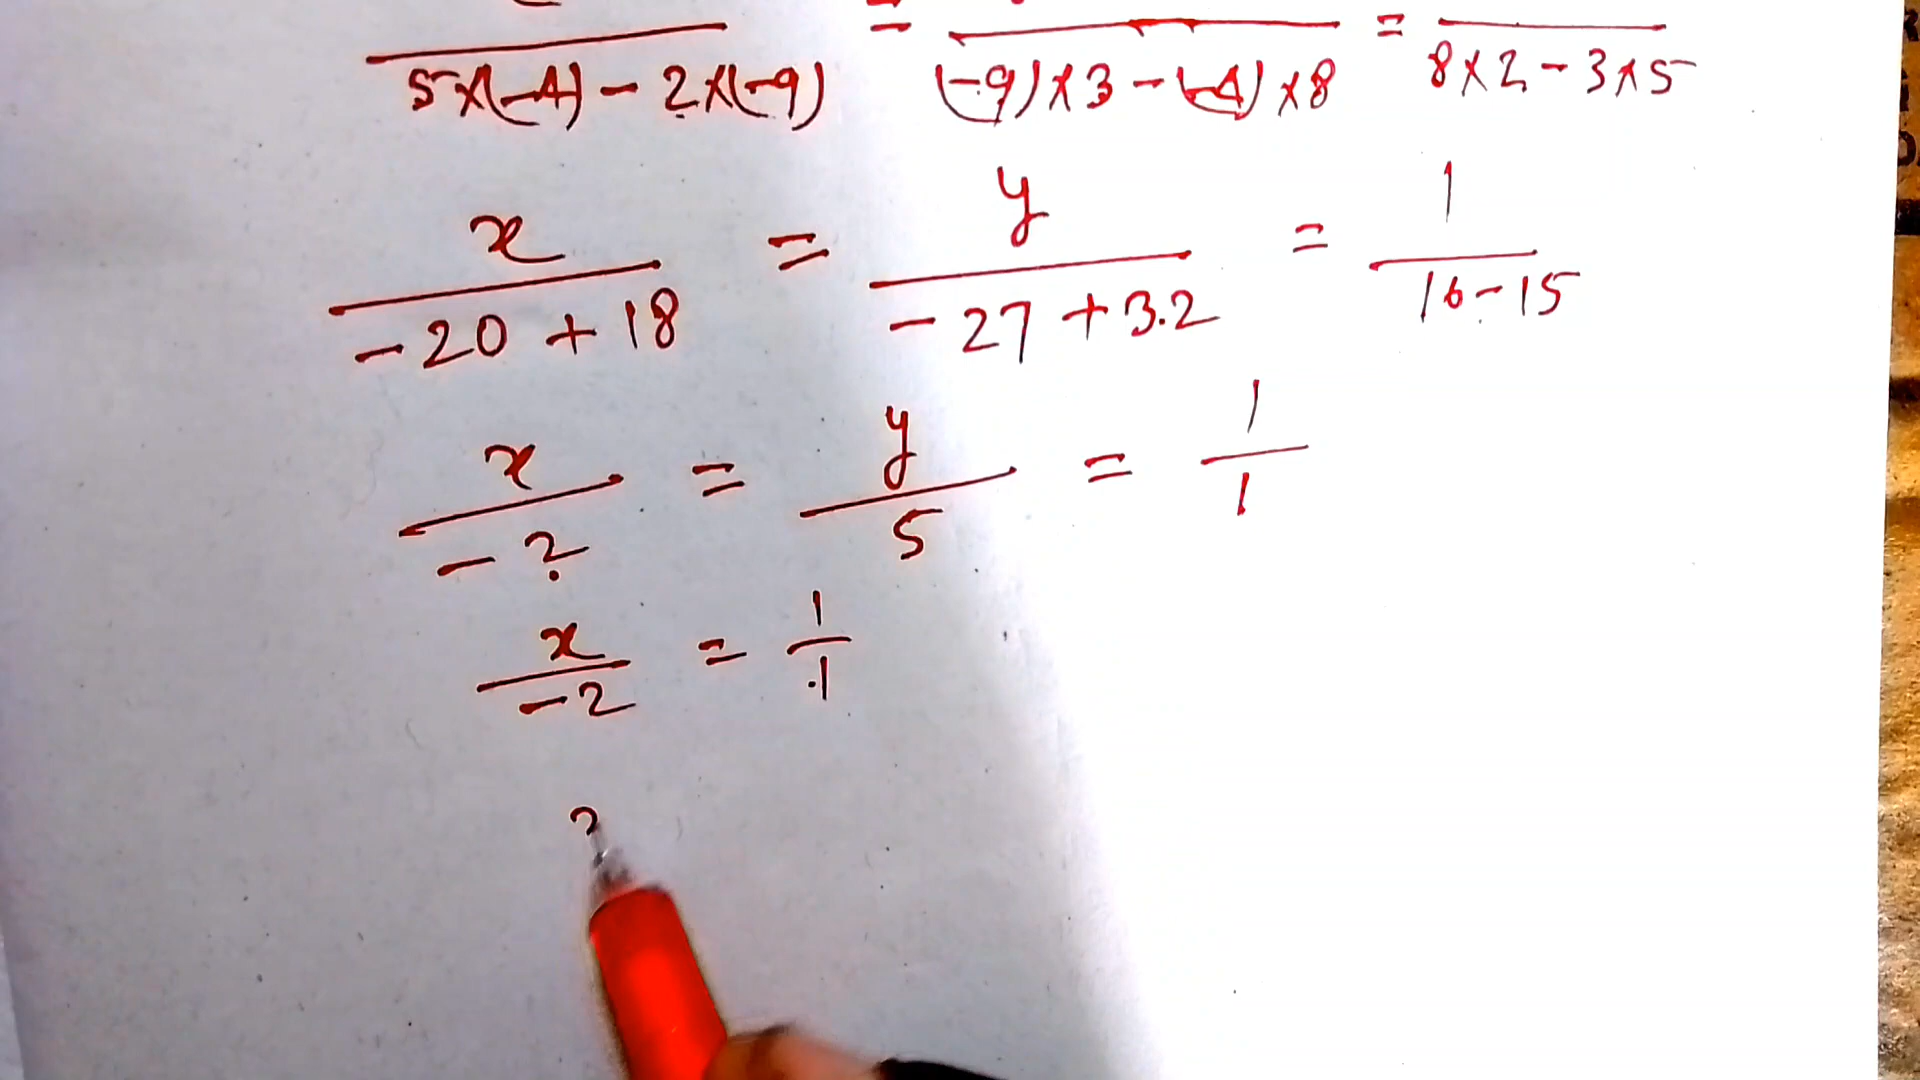 5×(-4) - 2×(-9) = (-9)×3 - (-4)×8 = 8×2 - 3×5
x/(-20 + 18) = y/(-27 + 32) = 1/(16-15)
x/-2 = y/5 = 1/1
x/-2 = 1/1